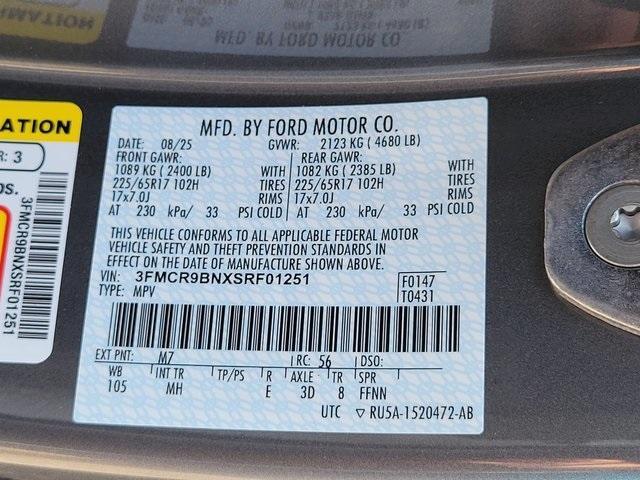 MFD. BY FORD MOTOR CO.
DATE: 08/25 GVWR: 2123 KG ( 4680 LB)
FRONT GAWR: REAR GAWR:
1089 KG ( 2400 LB) WITH 1082 KG ( 2385 LB) WITH
225/65R17 102H TIRES 225/65R17 102H TIRES
17x7.0J RIMS 17x7.0J RIMS
AT 230 kPa/ 33 PSI COLD AT 230 kPa/ 33 PSI COLD
THIS VEHICLE CONFORMS TO ALL APPLICABLE FEDERAL MOTOR
VEHICLE SAFETY AND THEFT PREVENTION STANDARDS IN
EFFECT ON THE DATE OF MANUFACTURE SHOWN ABOVE.
VIN: 3FMCR9BNXSRF01251 F0147
TYPE: MPV T0431
EXT PNT: M7 RC: 56 DSO:
WB INT TR TP/PS R AXLE TR SPR
105 MH E 3D 8 FFNN
UTC ▽ RU5A-1520472-AB
ATION
R: 3
OS.
3FMCR9BNXSRF01251
MFD. BY FORD MOTOR CO.